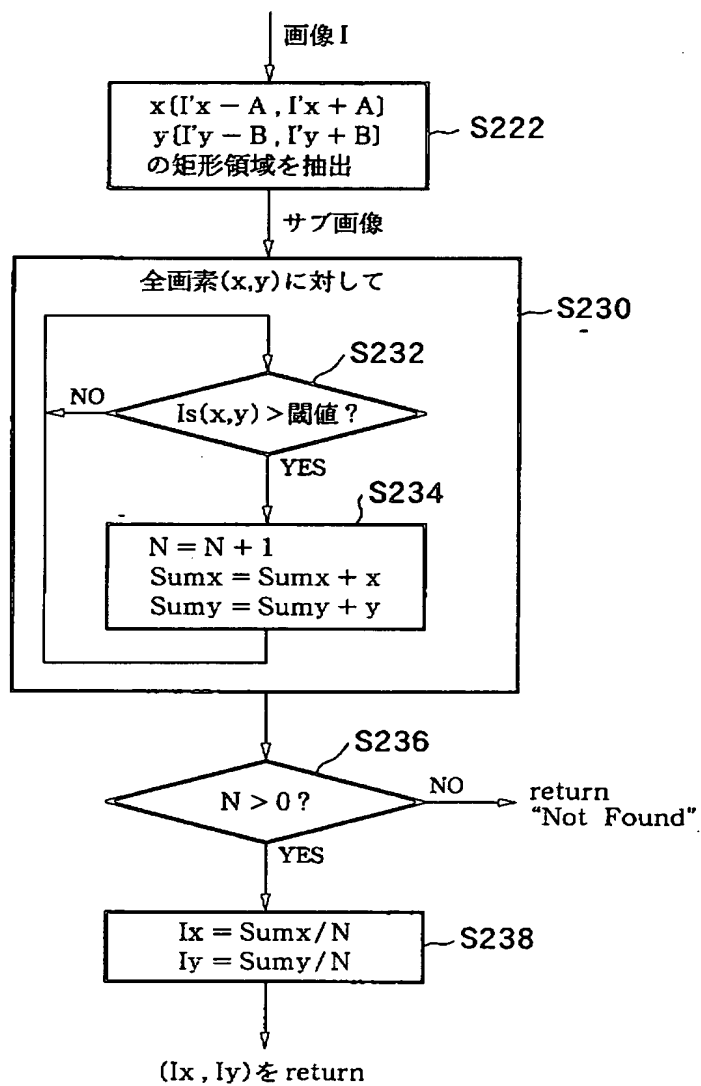 画像I
x[I'x − A , I'x + A]
y[I'y − B , I'y + B]
の矩形領域を抽出
S222
サブ画像
全画素(x,y)に対して
S230
S232
NO
Is(x,y) > 閾値 ?
YES
S234
N = N + 1
Sumx = Sumx + x
Sumy = Sumy + y
S236
N > 0 ?
NO
return
“Not Found”
YES
Ix = Sumx / N
Iy = Sumy / N
S238
(Ix , Iy)を return